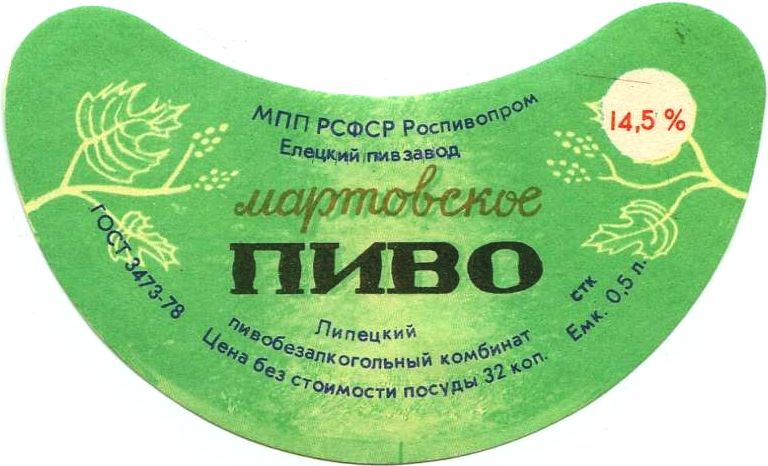 МПП РСФСР Роспивопром
Елецкий пивзавод
14,5 %
мартовское
ПИВО
ГОСТ 3473-78
Липецкий
пивобезалкогольный комбинат
Цена без стоимости посуды 32 коп.
стк
Емк. 0,5 л.